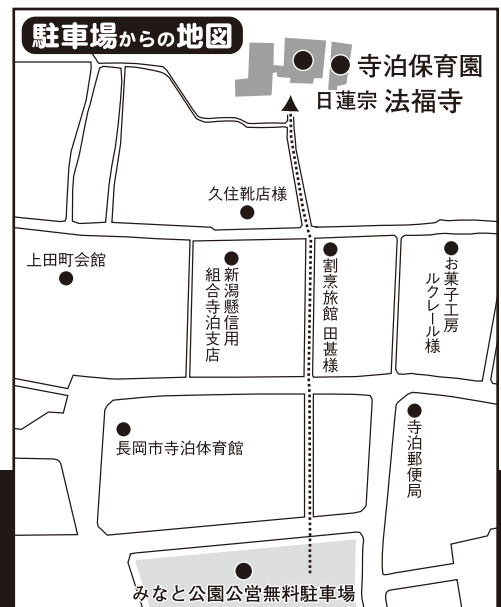 駐車場からの地図
寺泊保育園
日蓮宗 法福寺
久住靴店様
上田町会館
新潟懸信用
組合寺泊支店
割烹旅館 田甚様
お菓子工房
ルクレール様
長岡市寺泊体育館
寺泊郵便局
みなと公園公営無料駐車場